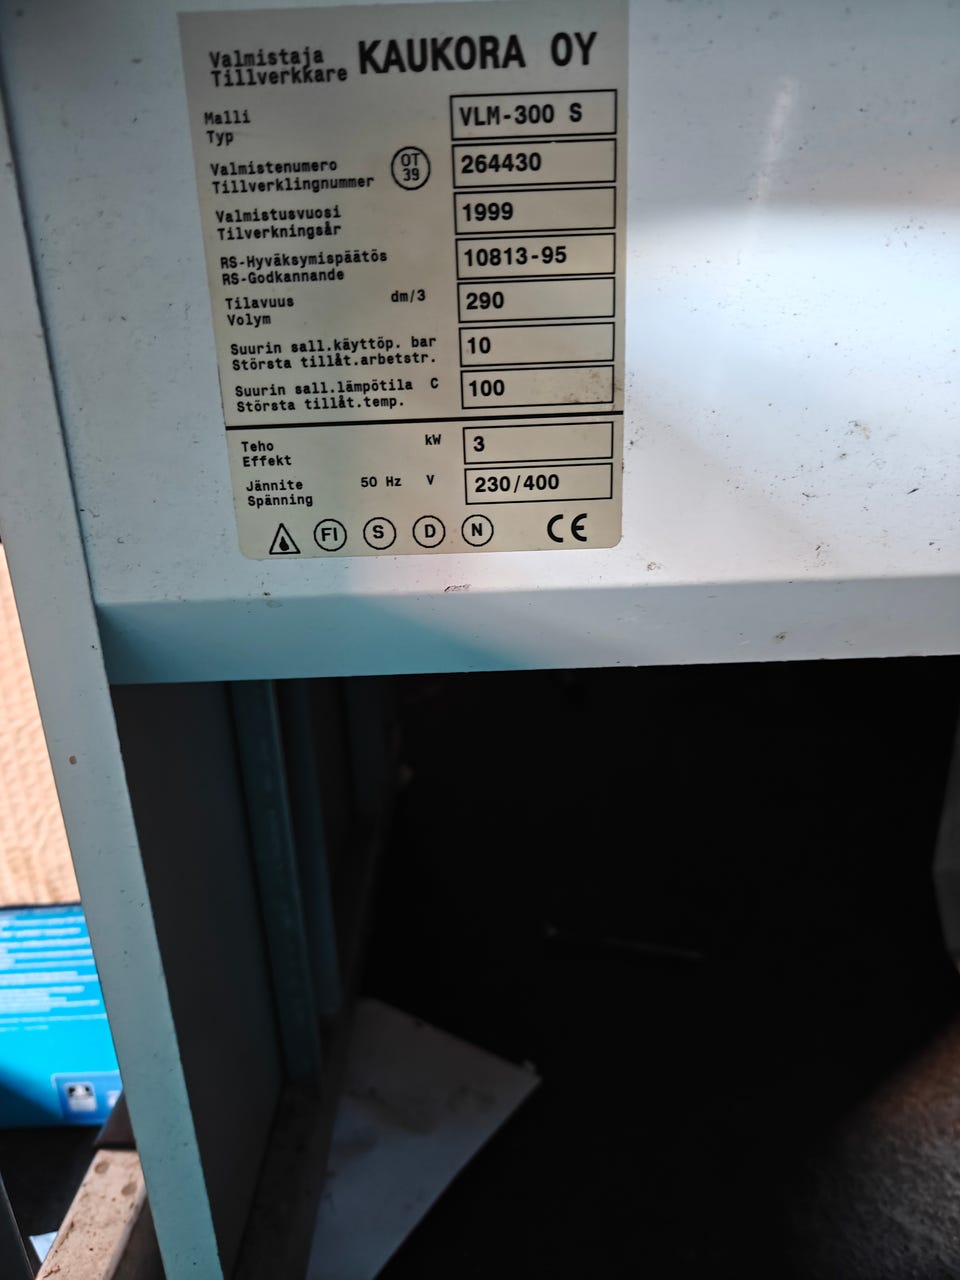 Valmistaja
Tillverkkare
KAUKORA OY
Malli
Typ
VLM-300 S
Valmistenumero
Tillverklingnummer
OT
39
264430
Valmistusvuosi
Tilverkningsår
1999
RS-Hyväksymispäätös
RS-Godkannande
10813-95
Tilavuus dm/3
Volym
290
Suurin sall.käyttöp. bar
Största tillåt.arbetstr.
10
Suurin sall.lämpötila C
Största tillåt.temp.
100
Teho kW
Effekt
3
Jännite 50 Hz V
Spänning
230/400
FI S D N CE